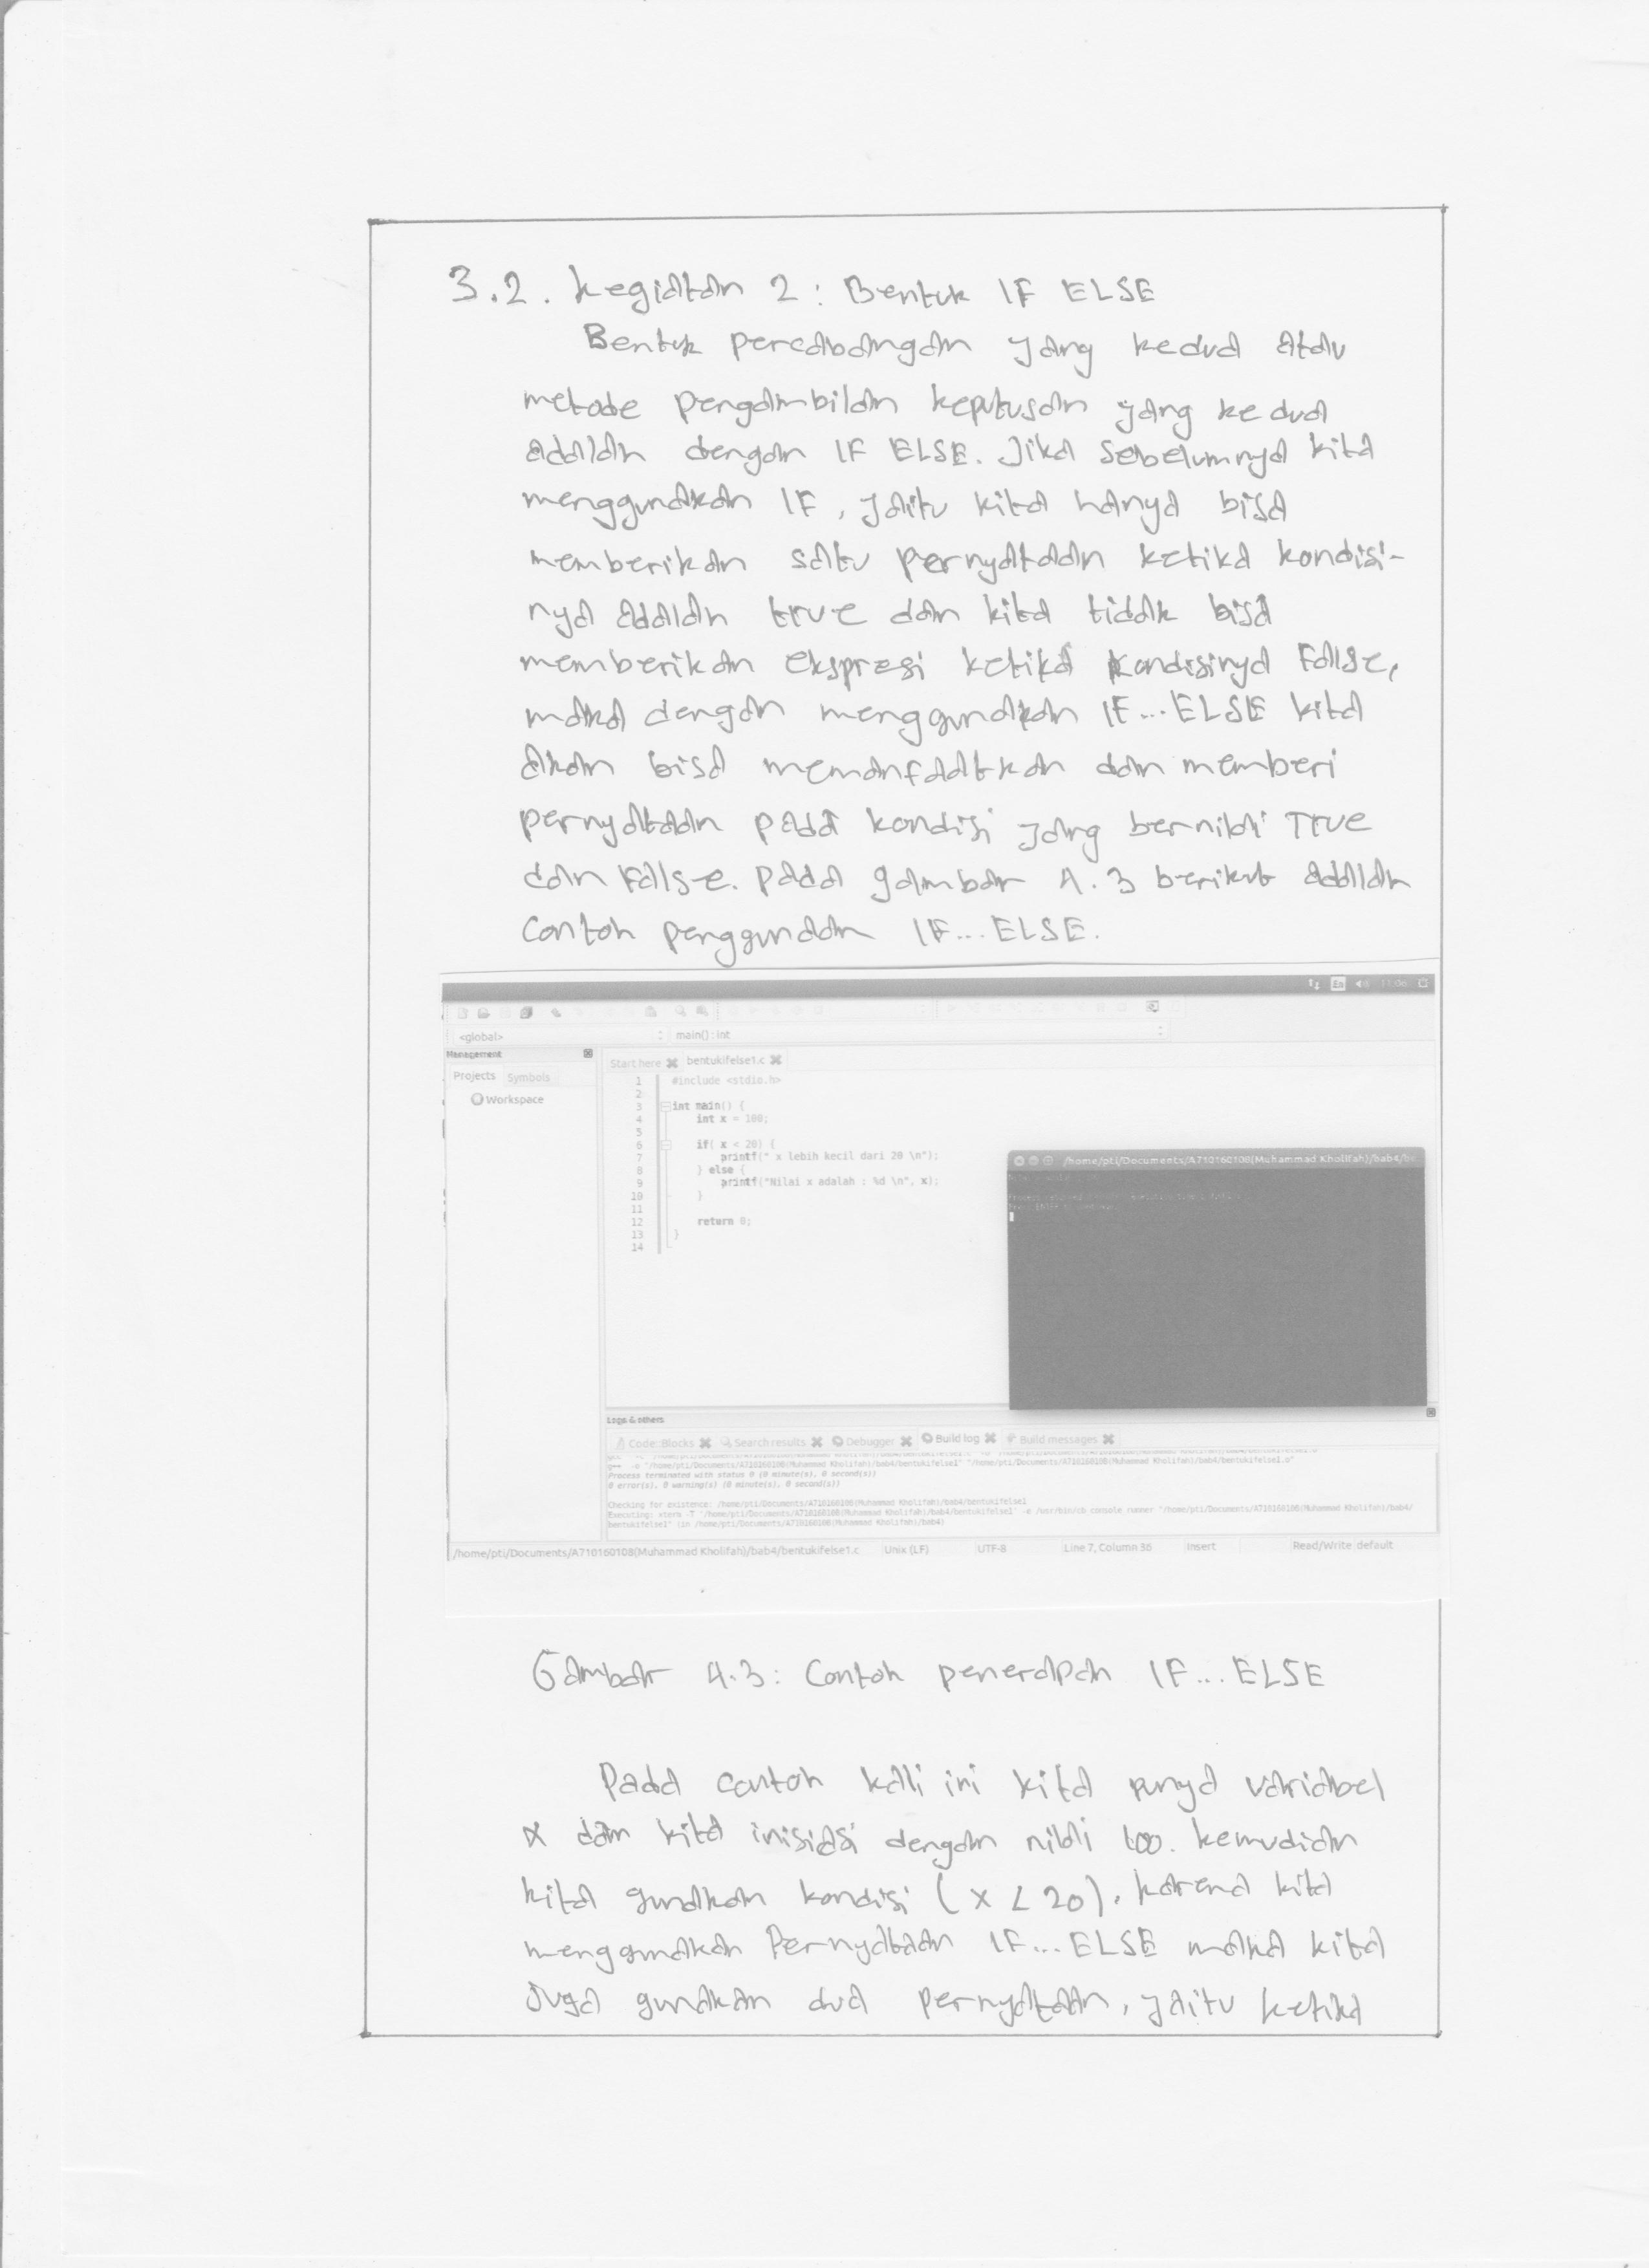 3.2. kegiatan 2 : Bentuk IF ELSE
Bentuk percabangan yang kedua atau
metode pengambilan keputusan yang kedua
adalah dengan IF ELSE. Jika sebelumnya kita
menggunakan IF, yaitu kita hanya bisa
memberikan satu pernyataan ketika kondisi-
nya adalah true dan kita tidak bisa
memberikan ekspresi ketika kondisinya False,
maka dengan menggunakan IF...ELSE kita
akan bisa memanfaatkan dan memberi
pernyataan pada kondisi yang bernilai True
dan False. pada gambar 4.3 berikut adalah
Contoh penggunaan IF...ELSE.
En 11:06
<global> main() : int
Management
Projects Symbols
Workspace
Start here bentukifelse1.c
1 #include <stdio.h>
2
3 int main() {
4 int x = 100;
5
6 if( x < 20) {
7 printf(" x lebih kecil dari 20 \n");
8 } else {
9 printf("Nilai x adalah : %d \n", x);
10 }
11
12 return 0;
13 }
14
/home/pti/Documents/A710160108(Muhammad Kholifah)/bab4/be
Logs & others
Code::Blocks Search results Debugger Build log Build messages
g++ -o "/home/pti/Documents/A710160108(Muhammad Kholifah)/bab4/bentukifelse1" "/home/pti/Documents/A710160108(Muhammad Kholifah)/bab4/bentukifelse1.o"
Process terminated with status 0 (0 minute(s), 0 second(s))
0 error(s), 0 warning(s) (0 minute(s), 0 second(s))
Checking for existence: /home/pti/Documents/A710160108(Muhammad Kholifah)/bab4/bentukifelse1
Executing: xterm -T '/home/pti/Documents/A710160108(Muhammad Kholifah)/bab4/bentukifelse1' -e /usr/bin/cb_console_runner "/home/pti/Documents/A710160108(Muhammad Kholifah)/bab4/
bentukifelse1" (in /home/pti/Documents/A710160108(Muhammad Kholifah)/bab4)
/home/pti/Documents/A710160108(Muhammad Kholifah)/bab4/bentukifelse1.c Unix (LF) UTF-8 Line 7, Column 36 Insert Read/Write default
Gambar 4.3: Contoh penerapan IF...ELSE
Pada contoh kali ini kita punya variabel
x dan kita inisiasi dengan nilai 100. kemudian
kita gunakan kondisi (x < 20). karena kita
menggunakan Pernyataan IF...ELSE maka kita
juga gunakan dua pernyataan, yaitu ketika